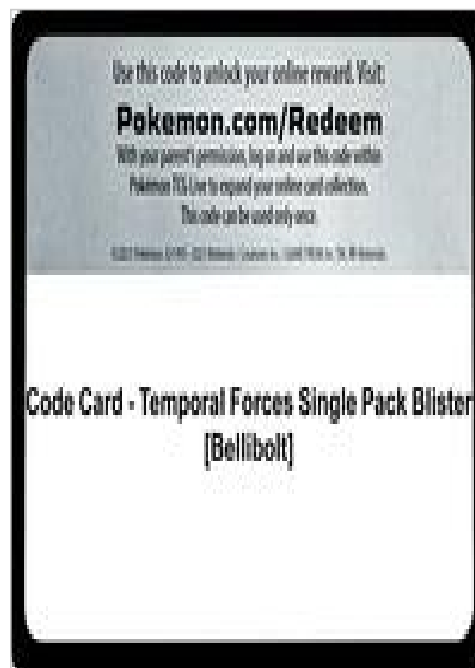 Use this code to unlock your online reward. Visit:
Pokemon.com/Redeem
With your parent's permission, log on and use this code within
Pokémon TCG Live to expand your online card collection.
This code can be used only once.
Code Card - Temporal Forces Single Pack Blister
[Bellibolt]